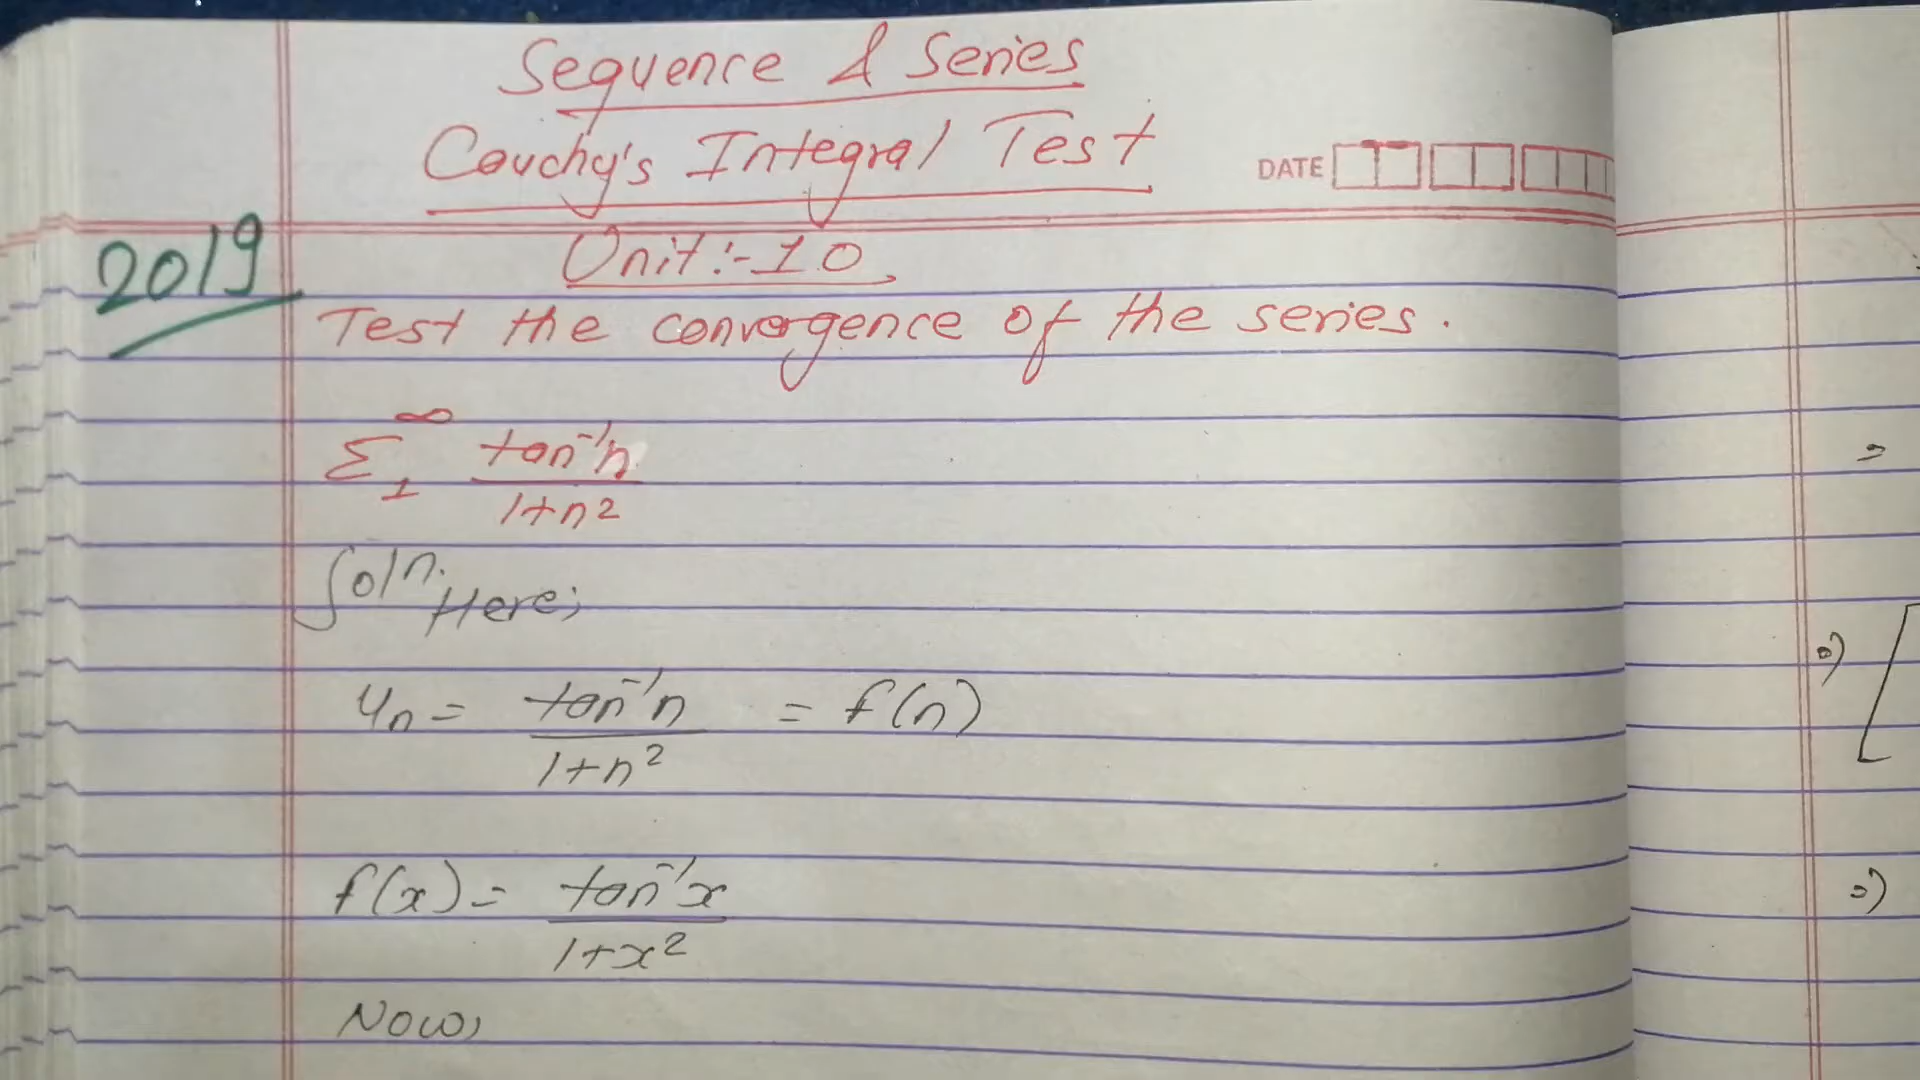 Sequence & Series
Cauchy's Integral Test
DATE
2019
Unit:-10
Test the convergence of the series.
∑₁^∞ tan⁻¹n / 1+n²
Soln. Here;
Un = tan⁻¹n / 1+n² = f(n)
f(x) = tan⁻¹x / 1+x²
Now,